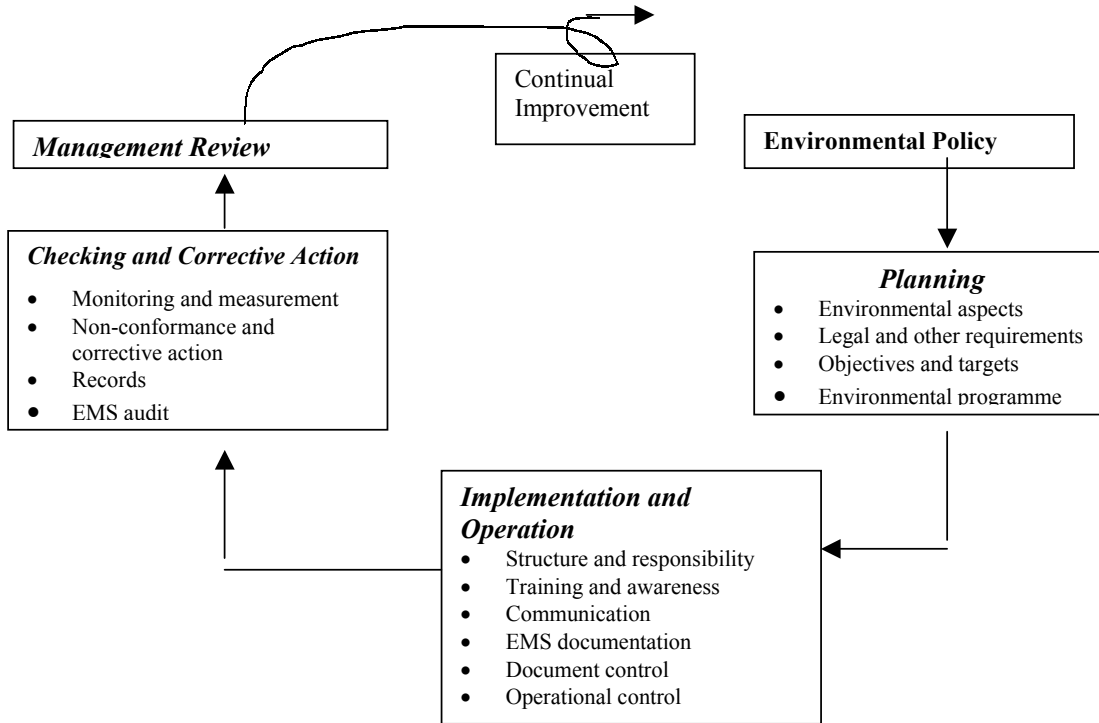 Continual
Improvement
Management Review
Environmental Policy
Checking and Corrective Action
• Monitoring and measurement
• Non-conformance and
corrective action
• Records
• EMS audit
Planning
• Environmental aspects
• Legal and other requirements
• Objectives and targets
• Environmental programme
Implementation and
Operation
• Structure and responsibility
• Training and awareness
• Communication
• EMS documentation
• Document control
• Operational control